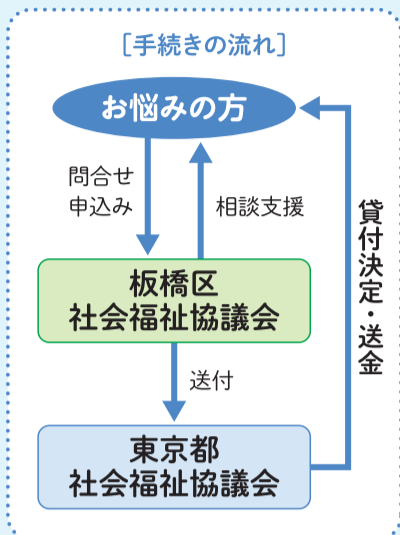 ［手続きの流れ］
お悩みの方
問合せ
申込み
相談支援
板橋区
社会福祉協議会
送付
東京都
社会福祉協議会
貸付決定・送金